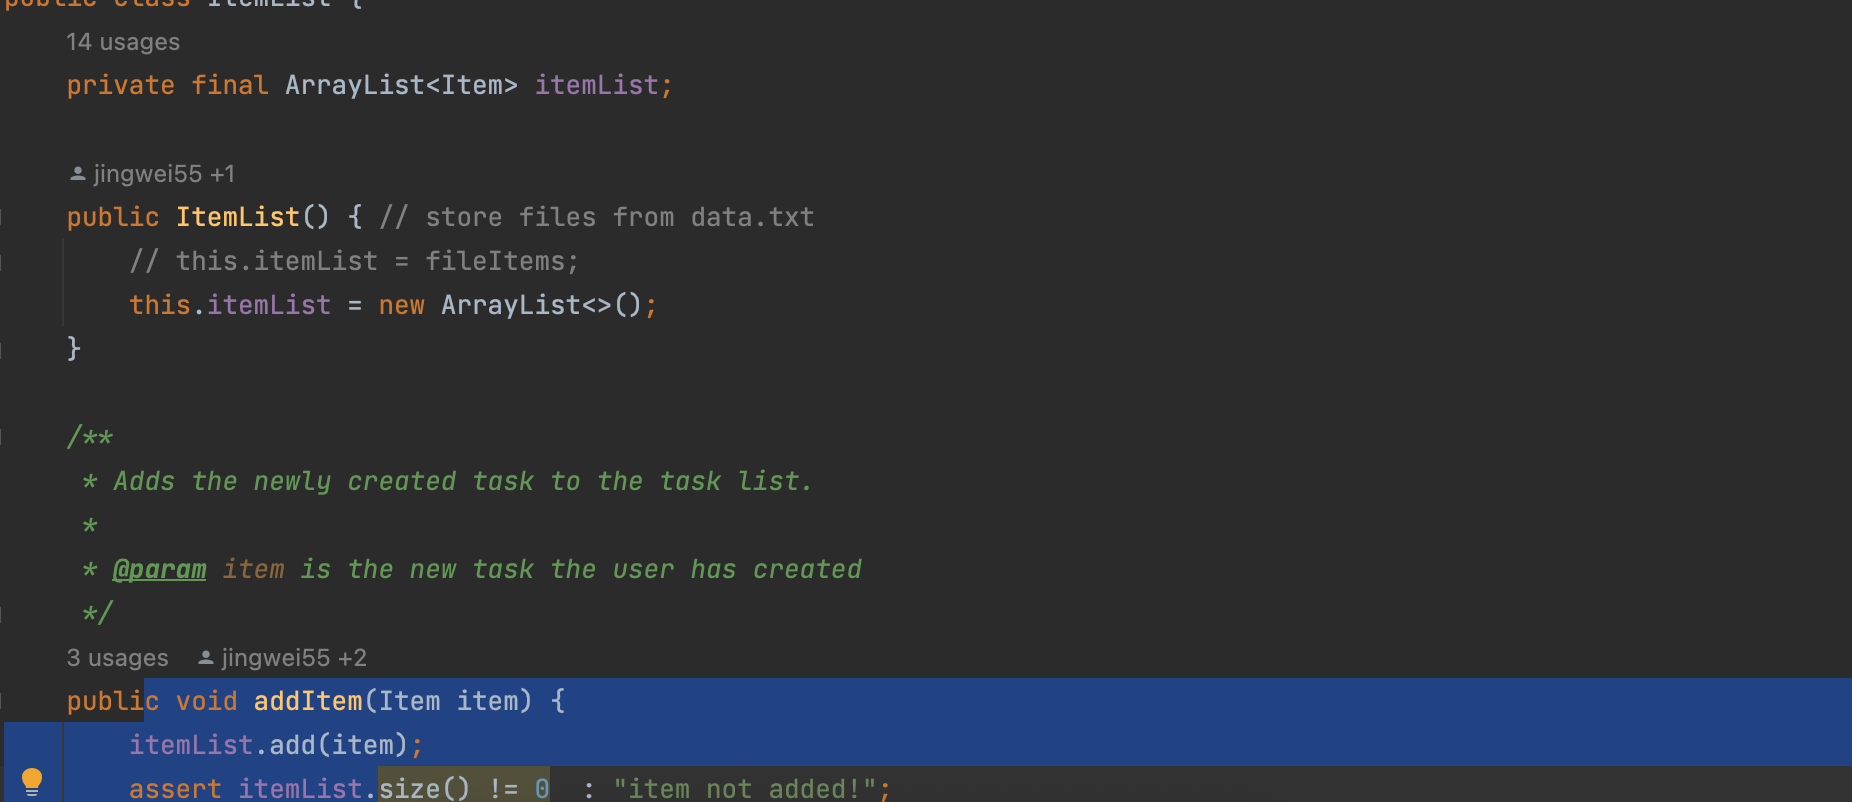 public class ItemList {
14 usages
private final ArrayList<Item> itemList;
jingwei55 +1
public ItemList() { // store files from data.txt
// this.itemList = fileItems;
this.itemList = new ArrayList<>();
}
/**
* Adds the newly created task to the task list.
*
* @param item is the new task the user has created
*/
3 usages jingwei55 +2
public void addItem(Item item) {
itemList.add(item);
assert itemList.size() != 0 : "item not added!";